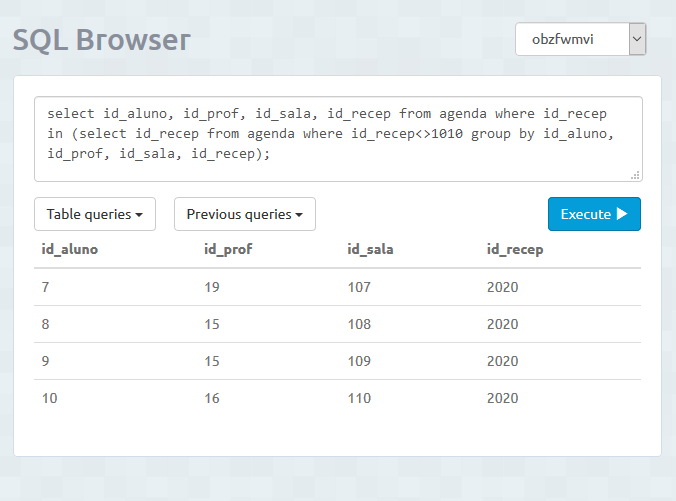 SQL Browser
obzfwmvi
select id_aluno, id_prof, id_sala, id_recep from agenda where id_recep
in (select id_recep from agenda where id_recep<>1010 group by id_aluno,
id_prof, id_sala, id_recep);
Table queries Previous queries Execute
id_aluno id_prof id_sala id_recep
7 19 107 2020
8 15 108 2020
9 15 109 2020
10 16 110 2020